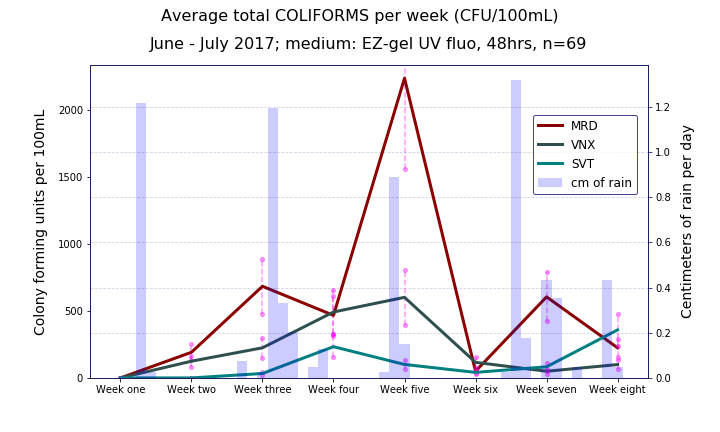 Average total COLIFORMS per week (CFU/100mL)
June - July 2017; medium: EZ-gel UV fluo, 48hrs, n=69
Colony forming units per 100mL
2000
1500
1000
500
0
1.2
1.0
0.8
0.6
0.4
0.2
0.0
Centimeters of rain per day
MRD
VNX
SVT
cm of rain
Week one Week two Week three Week four Week five Week six Week seven Week eight